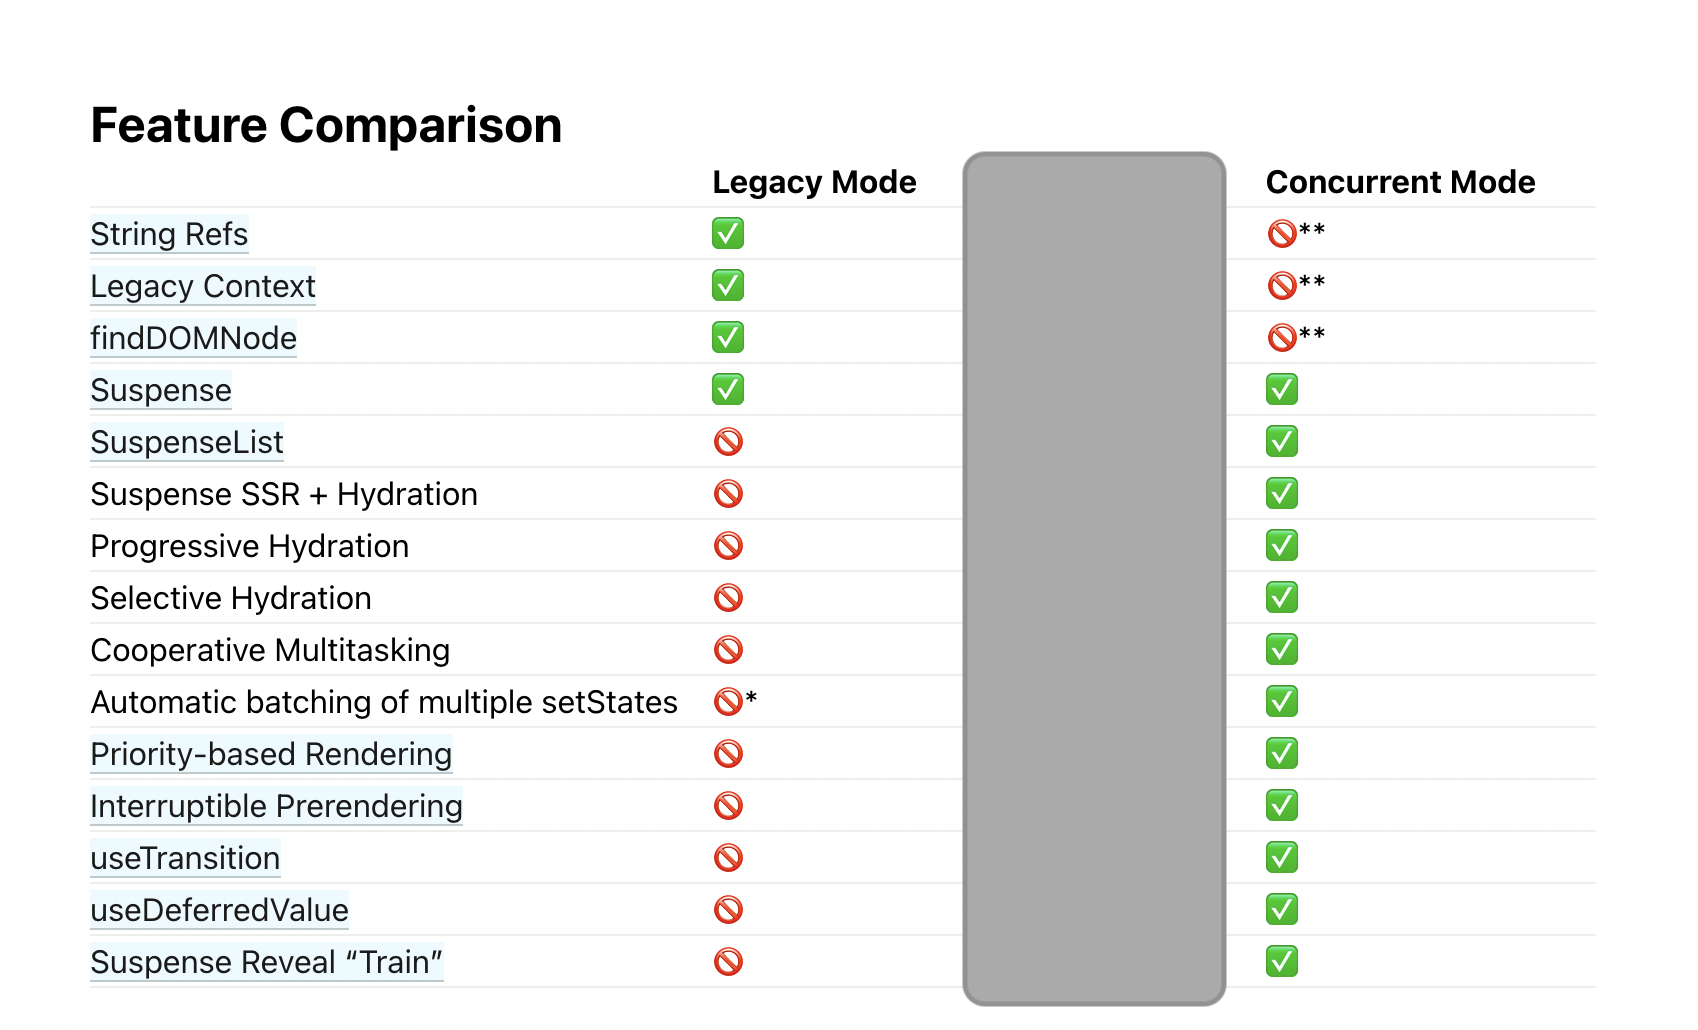 Feature Comparison
Legacy Mode Concurrent Mode
String Refs ✅ 🚫**
Legacy Context ✅ 🚫**
findDOMNode ✅ 🚫**
Suspense ✅ ✅
SuspenseList 🚫 ✅
Suspense SSR + Hydration 🚫 ✅
Progressive Hydration 🚫 ✅
Selective Hydration 🚫 ✅
Cooperative Multitasking 🚫 ✅
Automatic batching of multiple setStates 🚫* ✅
Priority-based Rendering 🚫 ✅
Interruptible Prerendering 🚫 ✅
useTransition 🚫 ✅
useDeferredValue 🚫 ✅
Suspense Reveal “Train” 🚫 ✅